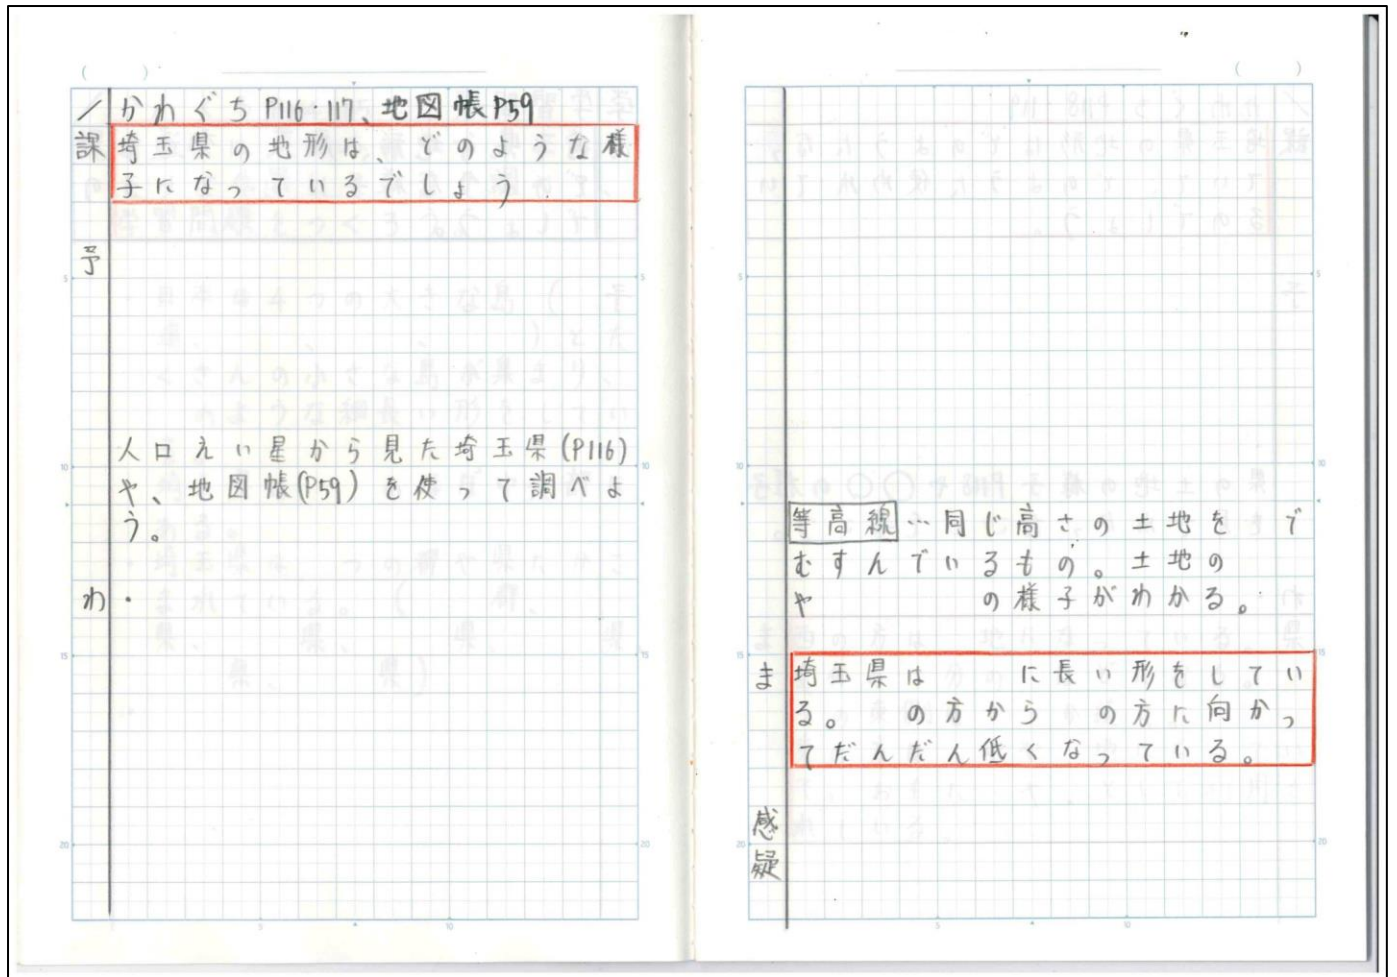 ／ かわぐち P116・117、地図帳P59
課 埼玉県の地形は、どのような様
子になっているでしょう。
予
人口えい星から見た埼玉県(P116)
や、地図帳(P59)を使って調べよ
う。
わ ・
等高線…同じ高さの土地を　で
むすんでいるもの。土地の
や　　　の様子がわかる。
ま 埼玉県は　　に長い形をしてい
る。　の方から　の方に向かっ
てだんだん低くなっている。
感
疑